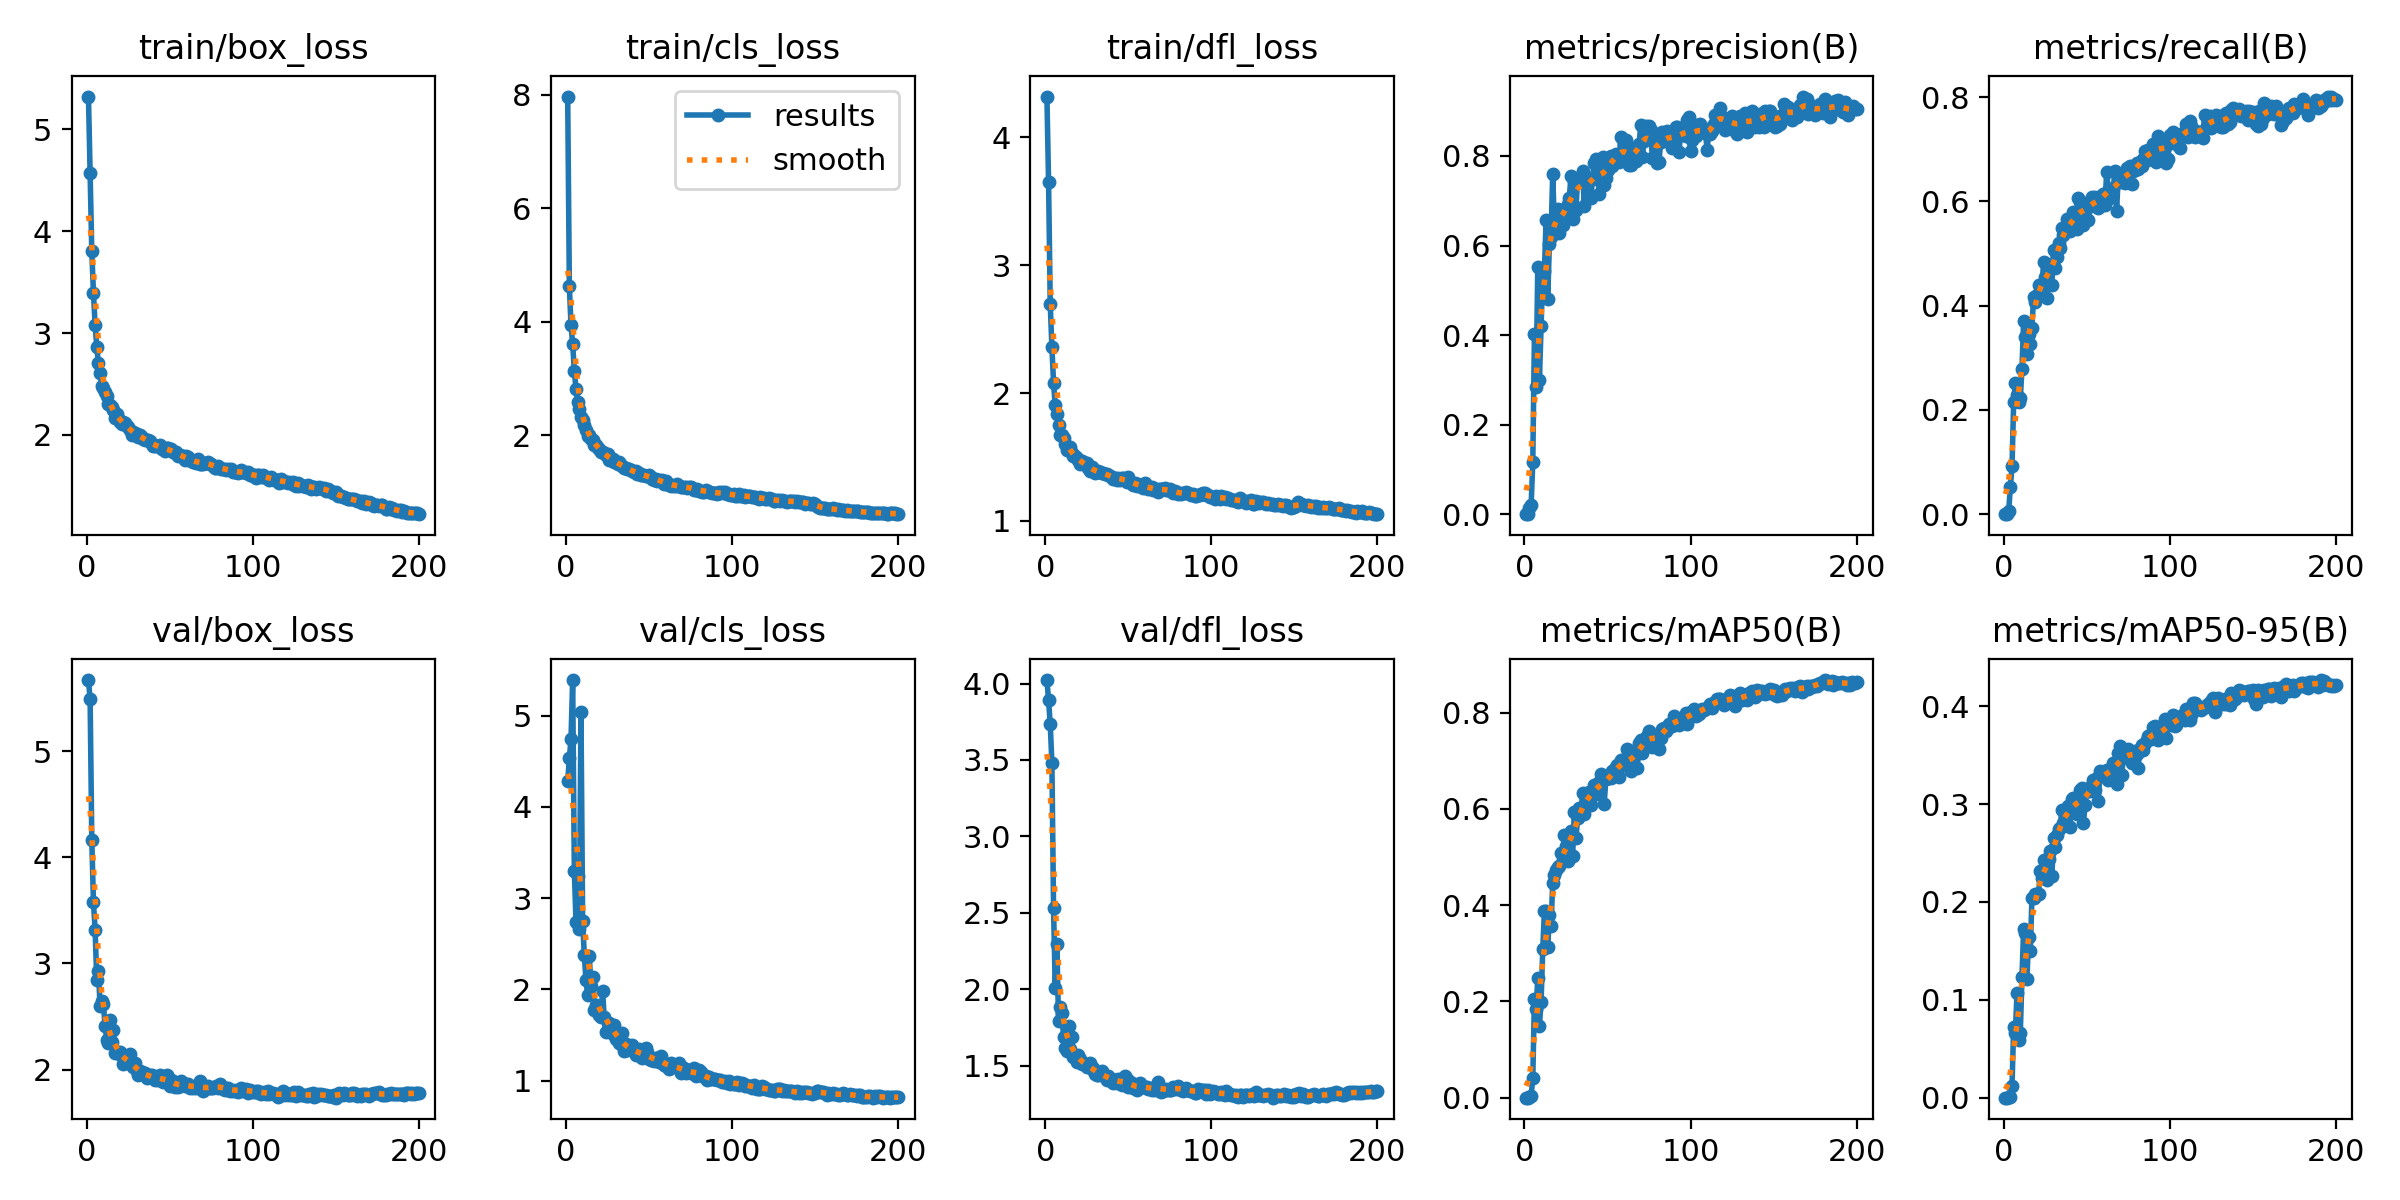 train/box_loss
5
4
3
2
0 100 200
train/cls_loss
results
smooth
8
6
4
2
0 100 200
train/dfl_loss
4
3
2
1
0 100 200
metrics/precision(B)
0.8
0.6
0.4
0.2
0.0
0 100 200
metrics/recall(B)
0.8
0.6
0.4
0.2
0.0
0 100 200
val/box_loss
5
4
3
2
0 100 200
val/cls_loss
5
4
3
2
1
0 100 200
val/dfl_loss
4.0
3.5
3.0
2.5
2.0
1.5
0 100 200
metrics/mAP50(B)
0.8
0.6
0.4
0.2
0.0
0 100 200
metrics/mAP50-95(B)
0.4
0.3
0.2
0.1
0.0
0 100 200